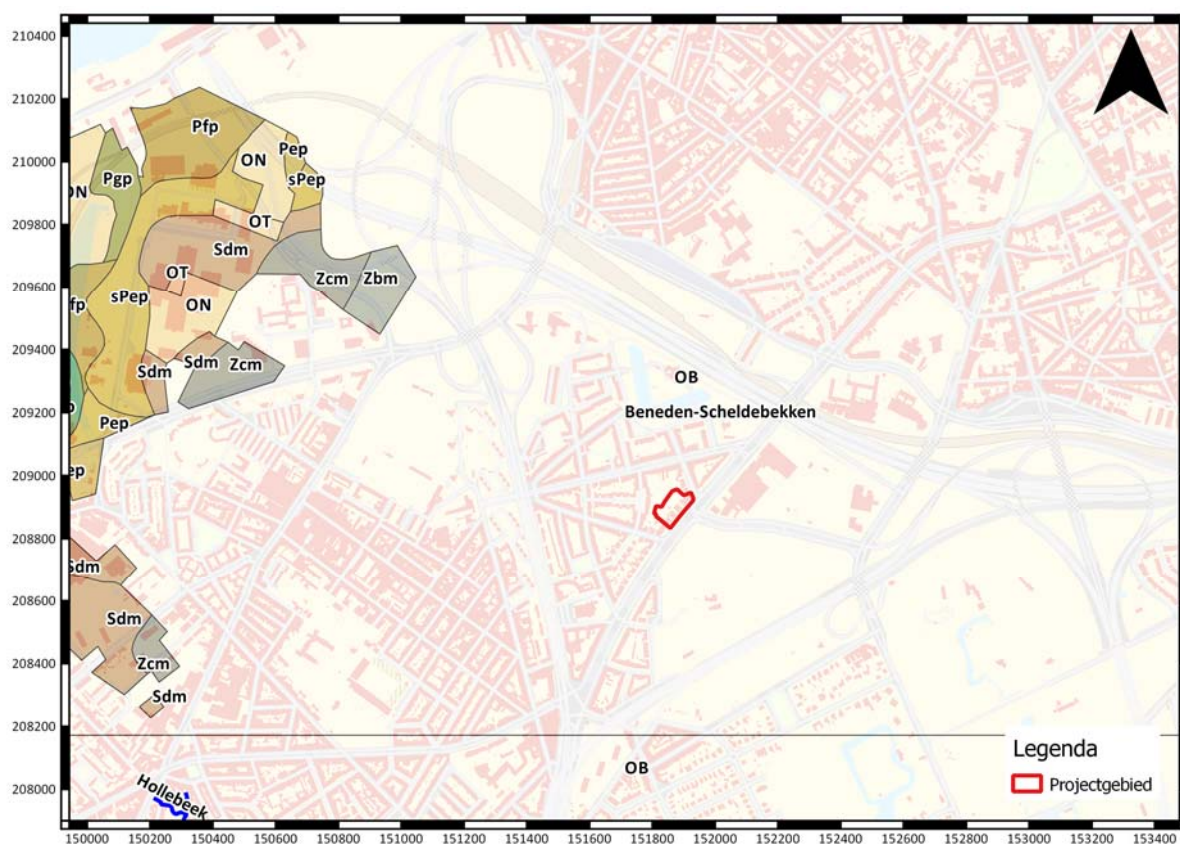 210400
210200
Pfp
ON
Pep
210000
ON
Pgp
sPep
209800
OT
Sdm
OT
Zcm
Zbm
209600
fp
sPep
ON
209400
Sdm
Sdm
Zcm
OB
209200
Beneden-Scheldebekken
Pep
209000
ep
208800
Sdm
208600
Sdm
208400
Zcm
Sdm
208200
Legenda
OB
Projectgebied
208000
Hollebeek
150000 150200 150400 150600 150800 151000 151200 151400 151600 151800 152000 152200 152400 152600 152800 153000 153200 153400